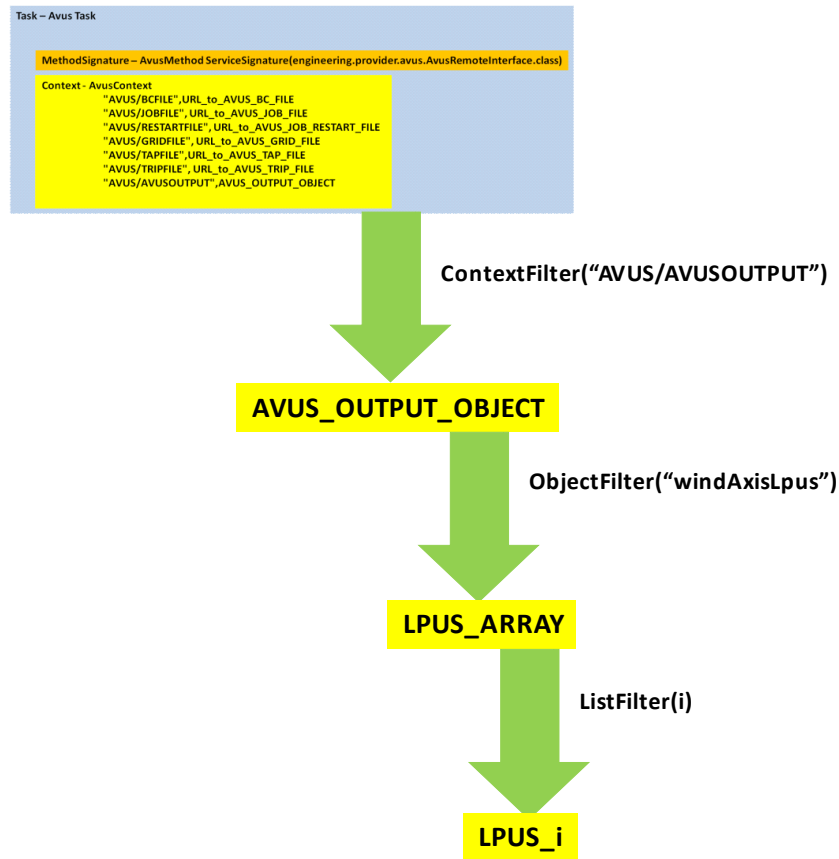 Task – Avus Task
MethodSignature – AvusMethod ServiceSignature(engineering.provider.avus.AvusRemoteInterface.class)
Context - AvusContext
"AVUS/BCFILE",URL_to_AVUS_BC_FILE
"AVUS/JOBFILE", URL_to_AVUS_JOB_FILE
"AVUS/RESTARTFILE", URL_to_AVUS_JOB_RESTART_FILE
"AVUS/GRIDFILE", URL_to_AVUS_GRID_FILE
"AVUS/TAPFILE",URL_to_AVUS_TAP_FILE
"AVUS/TRIPFILE", URL_to_AVUS_TRIP_FILE
"AVUS/AVUSOUTPUT",AVUS_OUTPUT_OBJECT
ContextFilter(“AVUS/AVUSOUTPUT”)
AVUS_OUTPUT_OBJECT
ObjectFilter(“windAxisLpus”)
LPUS_ARRAY
ListFilter(i)
LPUS_i